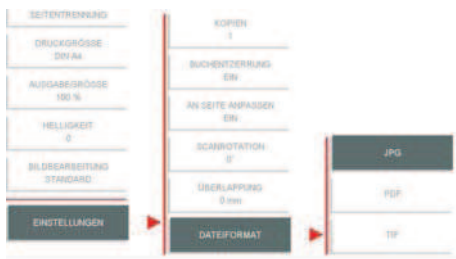 SEITENTRENNUNG
DRUCKGRÖSSE
DIN A4
AUSGABEGRÖSSE
100 %
HELLIGKEIT
0
BILDBEARBEITUNG
STANDARD
EINSTELLUNGEN
KOPIEN
1
BUCHENTZERRUNG
EIN
AN SEITE ANPASSEN
EIN
SCANROTATION
0°
ÜBERLAPPUNG
0 mm
DATEIFORMAT
JPG
PDF
TIF